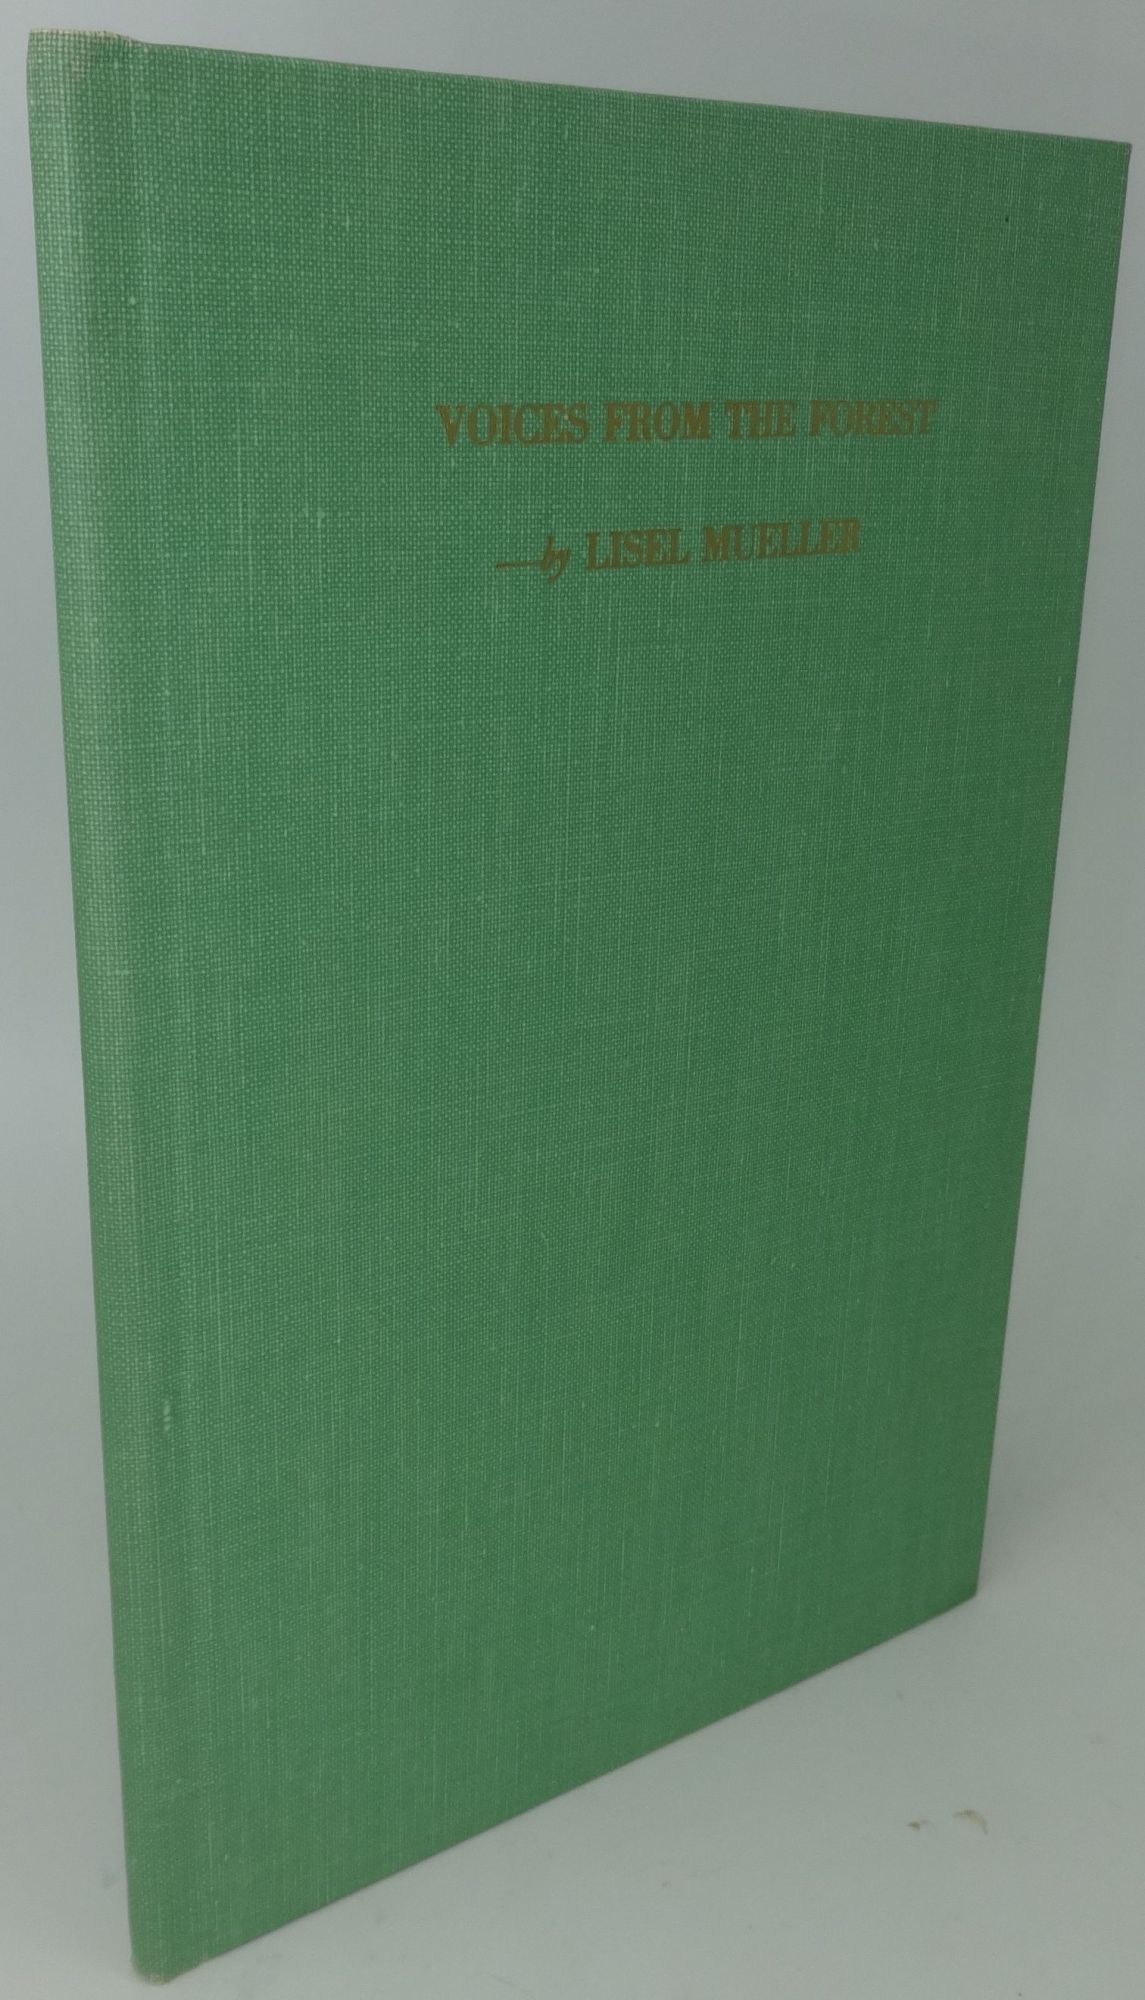 VOICES FROM THE FOREST
—by LISEL MUELLER